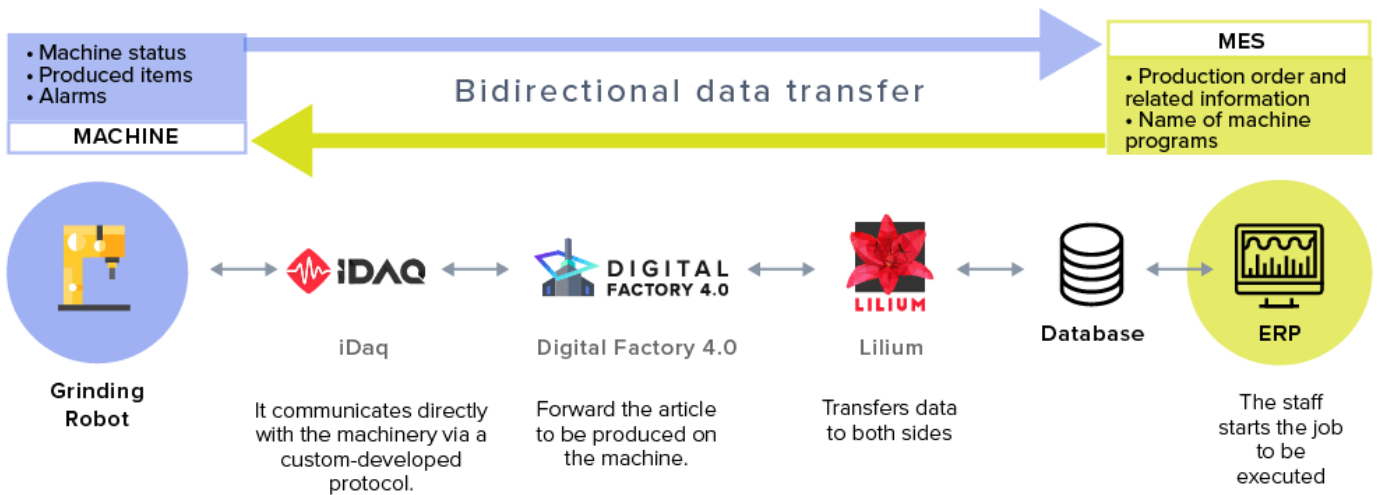 • Machine status
• Produced items
• Alarms
MACHINE
Bidirectional data transfer
MES
• Production order and
related information
• Name of machine
programs
Grinding
Robot
iDAQ
iDaq
It communicates directly
with the machinery via a
custom-developed
protocol.
DIGITAL
FACTORY 4.0
Digital Factory 4.0
Forward the article
to be produced on
the machine.
LILIUM
Lilium
Transfers data
to both sides
Database
ERP
The staff
starts the job
to be
executed